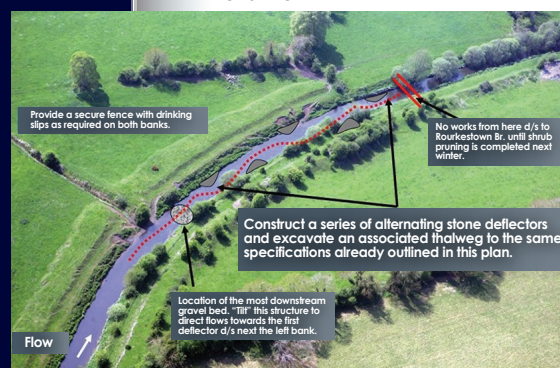 Provide a secure fence with drinking
slips as required on both banks.
No works from here d/s to
Rourkestown Br. until shrub
pruning is completed next
winter.
Construct a series of alternating stone deflectors
and excavate an associated thalweg to the same
specifications already outlined in this plan.
Location of the most downstream
gravel bed. "Tilt" this structure to
direct flows towards the first
deflector d/s next the left bank.
Flow